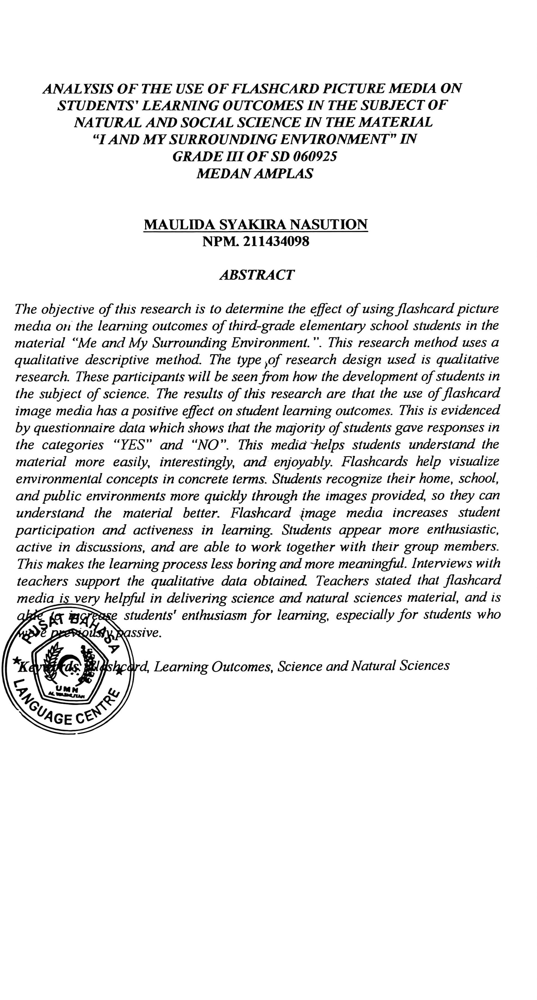 ANALYSIS OF THE USE OF FLASHCARD PICTURE MEDIA ON
STUDENTS' LEARNING OUTCOMES IN THE SUBJECT OF
NATURAL AND SOCIAL SCIENCE IN THE MATERIAL
“I AND MY SURROUNDING ENVIRONMENT” IN
GRADE III OF SD 060925
MEDAN AMPLAS
MAULIDA SYAKIRA NASUTION
NPM. 211434098
ABSTRACT
The objective of this research is to determine the effect of using flashcard picture
media on the learning outcomes of third-grade elementary school students in the
material “Me and My Surrounding Environment.”. This research method uses a
qualitative descriptive method. The type of research design used is qualitative
research. These participants will be seen from how the development of students in
the subject of science. The results of this research are that the use of flashcard
image media has a positive effect on student learning outcomes. This is evidenced
by questionnaire data which shows that the majority of students gave responses in
the categories “YES” and “NO”. This media helps students understand the
material more easily, interestingly, and enjoyably. Flashcards help visualize
environmental concepts in concrete terms. Students recognize their home, school,
and public environments more quickly through the images provided, so they can
understand the material better. Flashcard image media increases student
participation and activeness in learning. Students appear more enthusiastic,
active in discussions, and are able to work together with their group members.
This makes the learning process less boring and more meaningful. Interviews with
teachers support the qualitative data obtained. Teachers stated that flashcard
media is very helpful in delivering science and natural sciences material, and is
able to increase students' enthusiasm for learning, especially for students who
were previously passive.
Keywords: Flashcard, Learning Outcomes, Science and Natural Sciences
PUSAT BAHASA
UMN
AL WASHLIYAH
LANGUAGE CENTRE